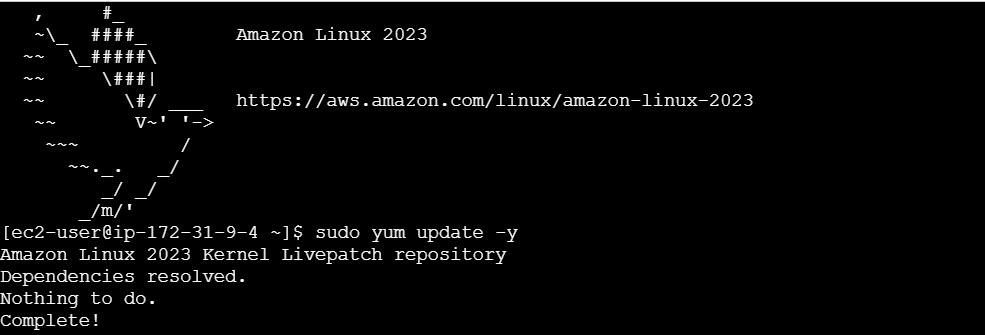 ,     #_
   ~\_  ####_        Amazon Linux 2023
  ~~  \_#####\
  ~~     \###|
  ~~       \#/ ___   https://aws.amazon.com/linux/amazon-linux-2023
   ~~       V~' '->
    ~~~         /
      ~~._.   _/
         _/ _/
       _/m/'
[ec2-user@ip-172-31-9-4 ~]$ sudo yum update -y
Amazon Linux 2023 Kernel Livepatch repository
Dependencies resolved.
Nothing to do.
Complete!